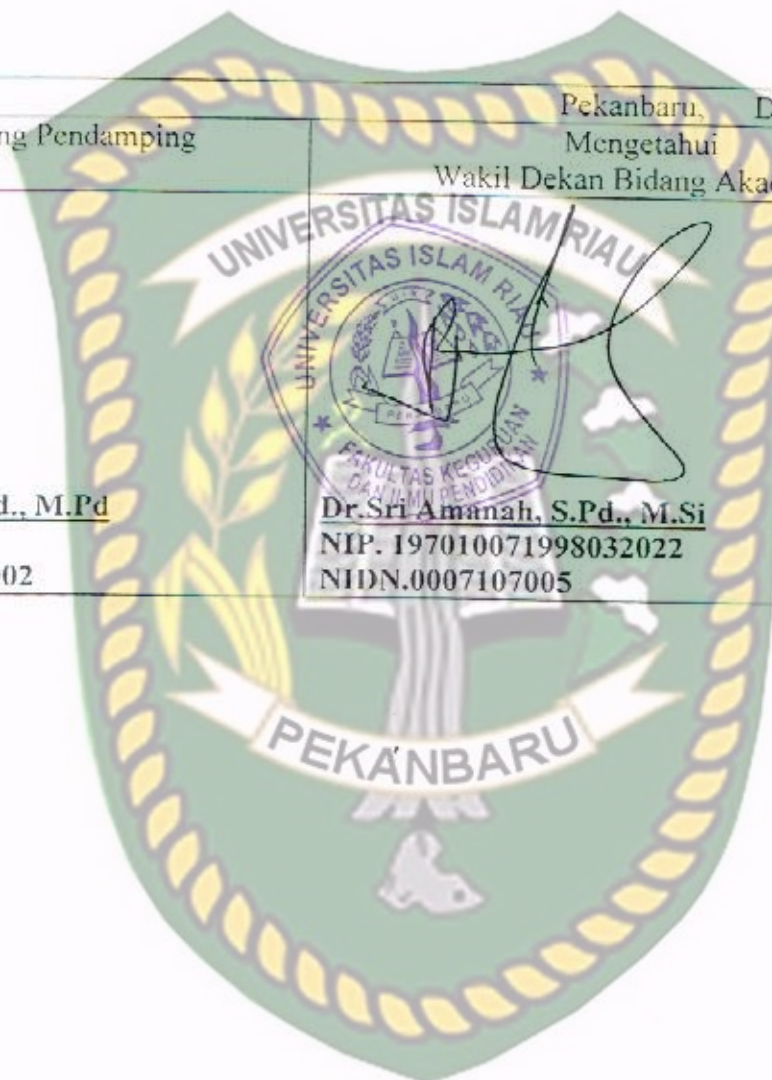 Pekanbaru, D
ng Pendamping
Mengetahui
Wakil Dekan Bidang Aka
UNIVERSITAS ISLAM RIAU
UNIVERSITAS ISLAM RIAU
PEKANBARU
FAKULTAS KEGURUAN
DAN ILMU PENDIDIKAN
d., M.Pd
02
Dr.Sri Amanah, S.Pd., M.Si
NIP. 197010071998032022
NIDN.0007107005
PEKANBARU